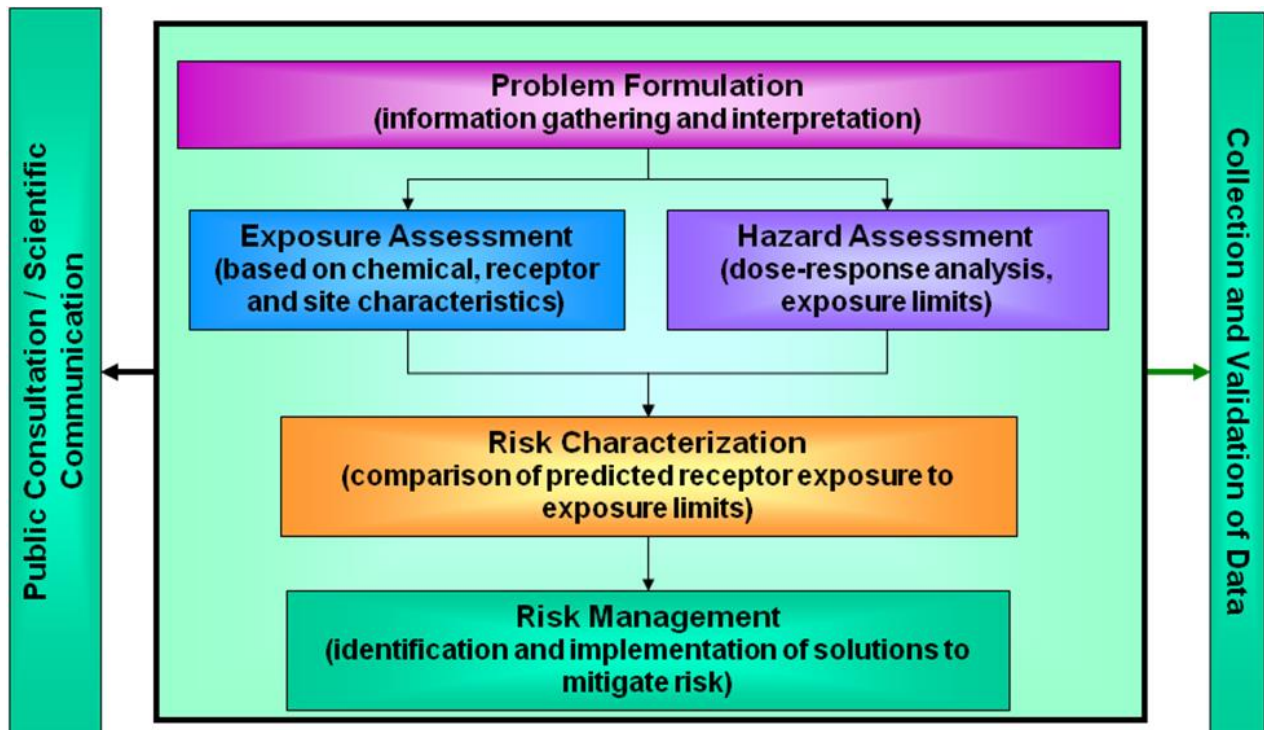 Public Consultation / Scientific
Communication
Problem Formulation
(information gathering and interpretation)
Exposure Assessment
(based on chemical, receptor
and site characteristics)
Hazard Assessment
(dose-response analysis,
exposure limits)
Risk Characterization
(comparison of predicted receptor exposure to
exposure limits)
Risk Management
(identification and implementation of solutions to
mitigate risk)
Collection and Validation of Data